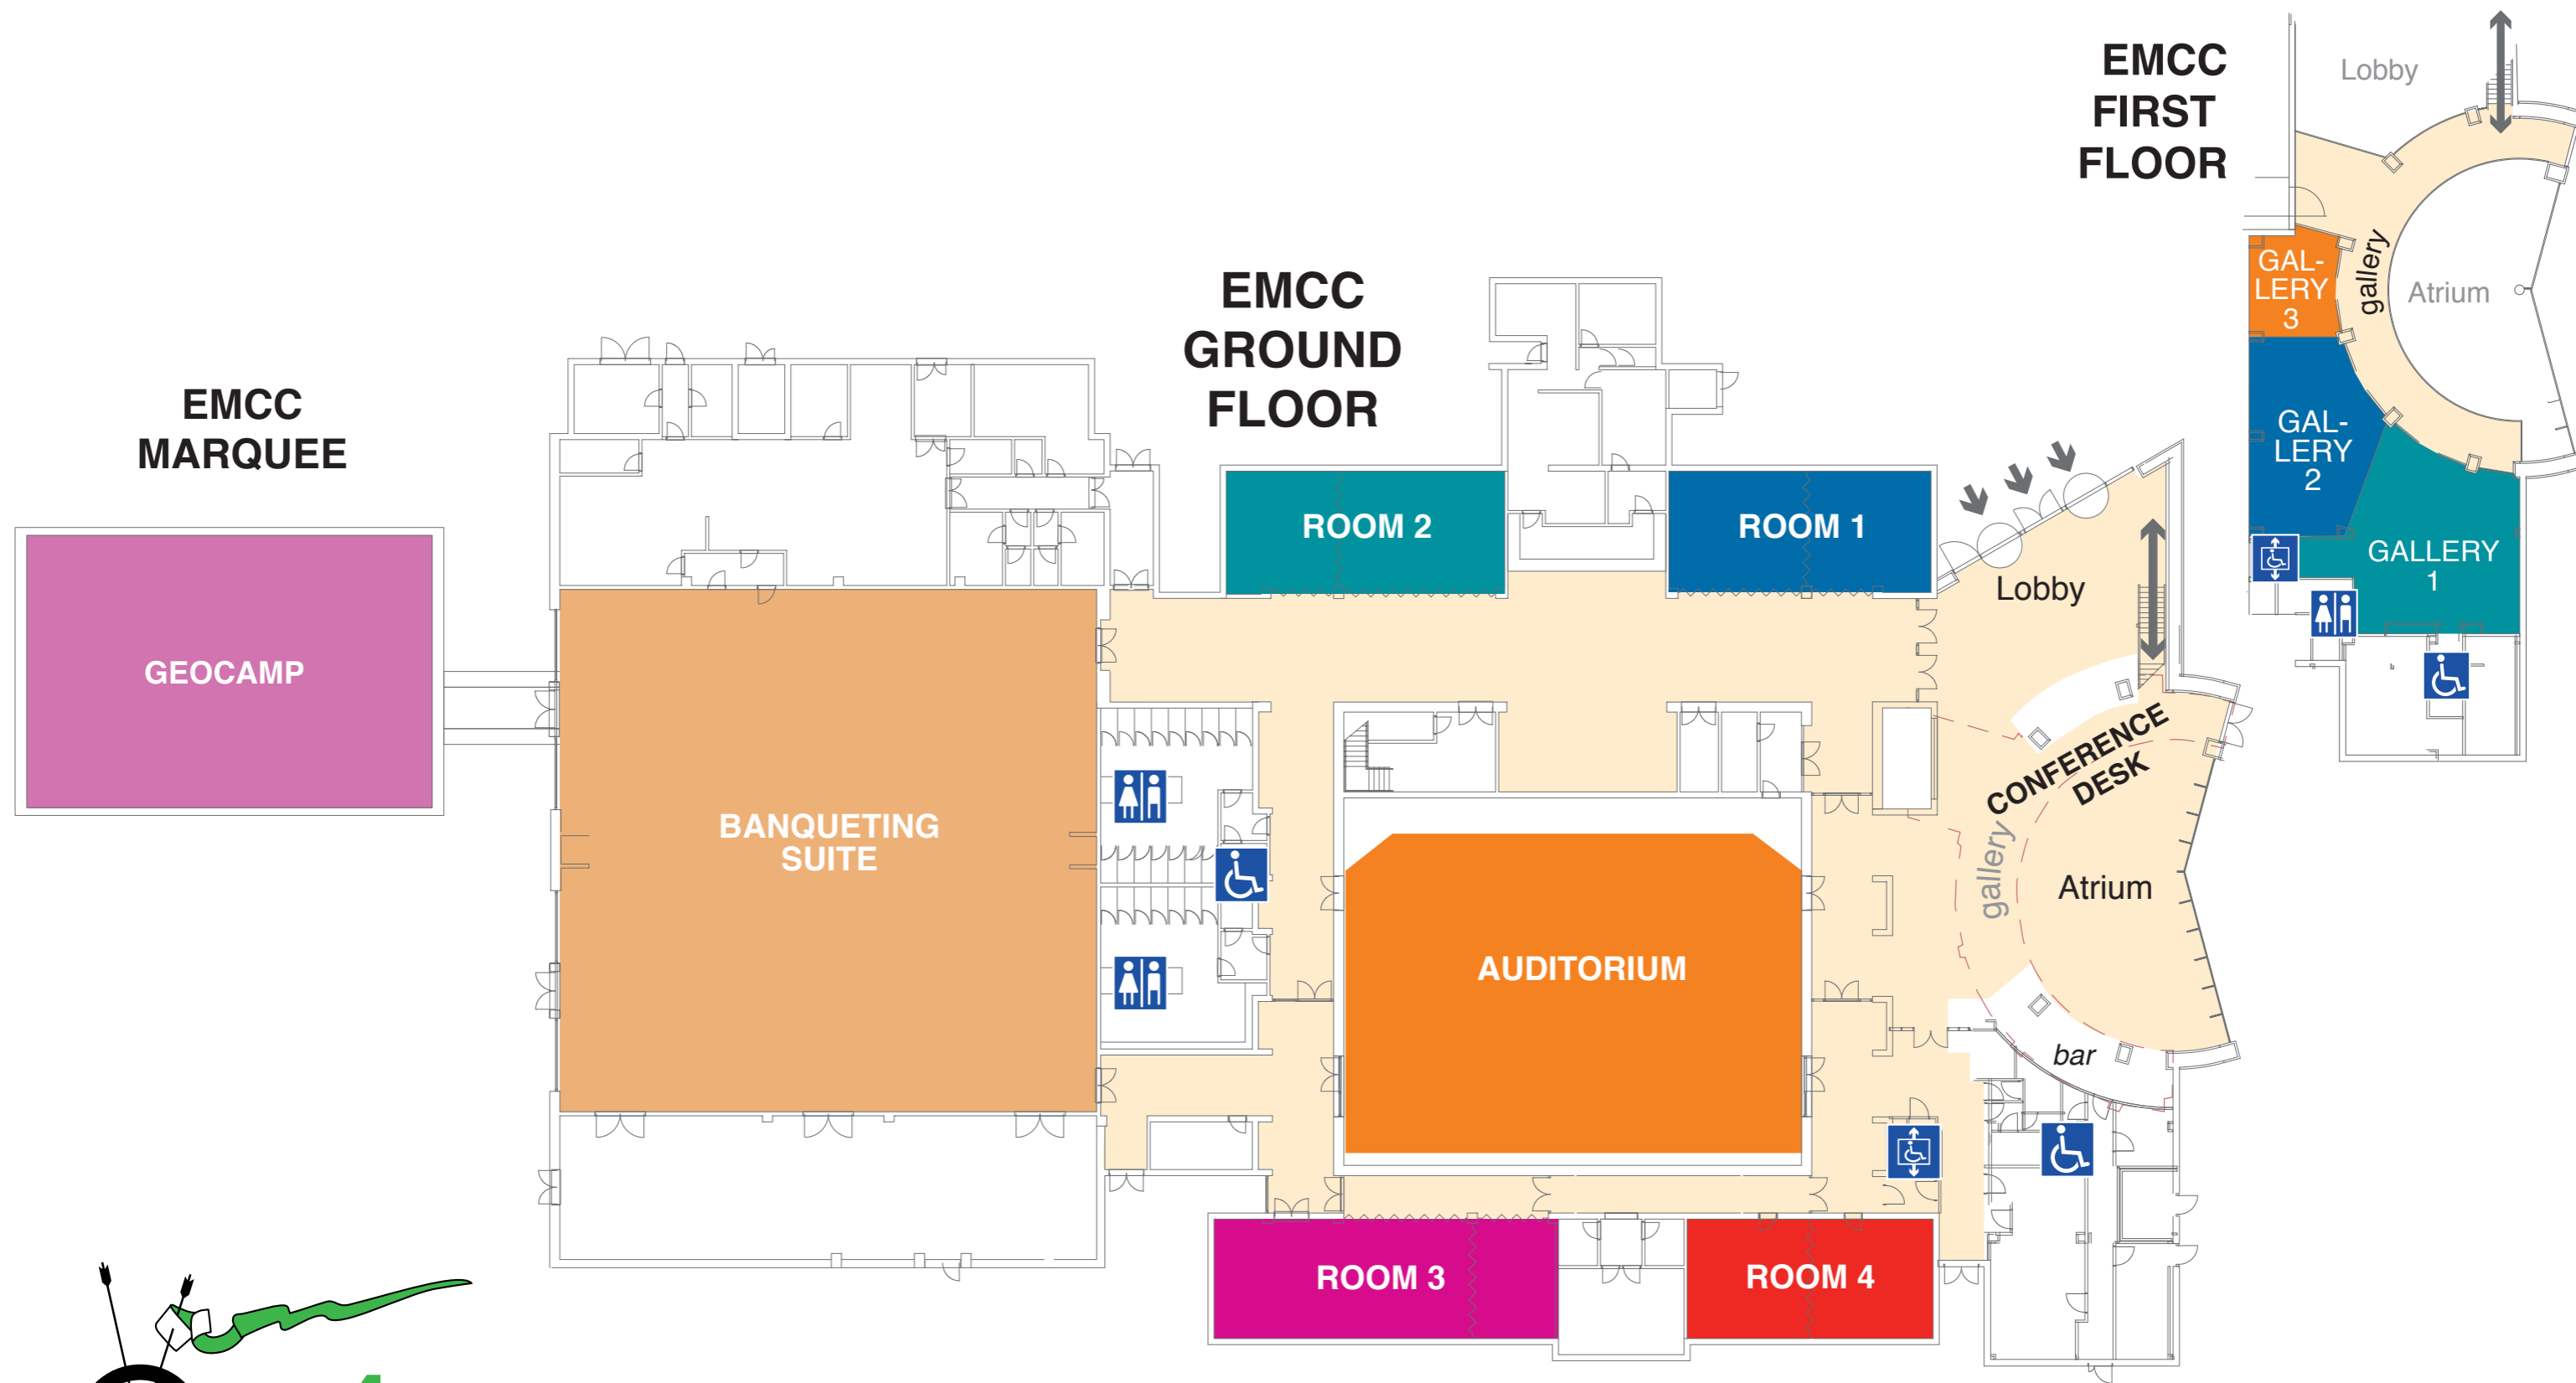 EMCC
FIRST
FLOOR
Lobby
gallery
Atrium
GAL-
LERY
3
GAL-
LERY
2
GALLERY
1
EMCC
GROUND
FLOOR
EMCC
MARQUEE
GEOCAMP
BANQUETING
SUITE
ROOM 2
ROOM 1
Lobby
CONFERENCE
DESK
gallery
Atrium
AUDITORIUM
bar
ROOM 3
ROOM 4